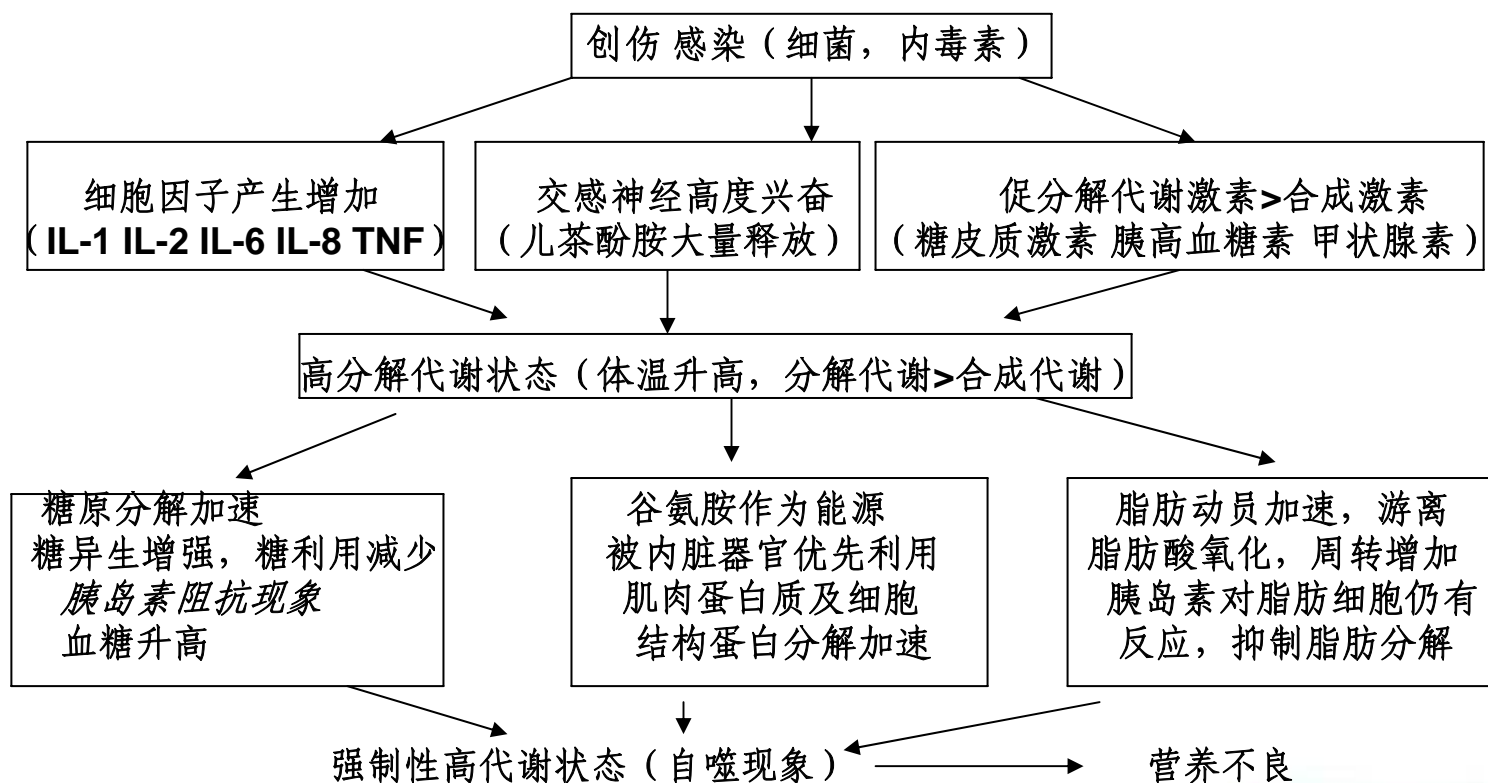 创伤 感染（细菌，内毒素）
细胞因子产生增加
（IL-1 IL-2 IL-6 IL-8 TNF）
交感神经高度兴奋
（儿茶酚胺大量释放）
促分解代谢激素>合成激素
（糖皮质激素 胰高血糖素 甲状腺素）
高分解代谢状态（体温升高，分解代谢>合成代谢）
糖原分解加速
糖异生增强，糖利用减少
胰岛素阻抗现象
血糖升高
谷氨胺作为能源
被内脏器官优先利用
肌肉蛋白质及细胞
结构蛋白分解加速
脂肪动员加速，游离
脂肪酸氧化，周转增加
胰岛素对脂肪细胞仍有
反应，抑制脂肪分解
强制性高代谢状态（自噬现象）
营养不良